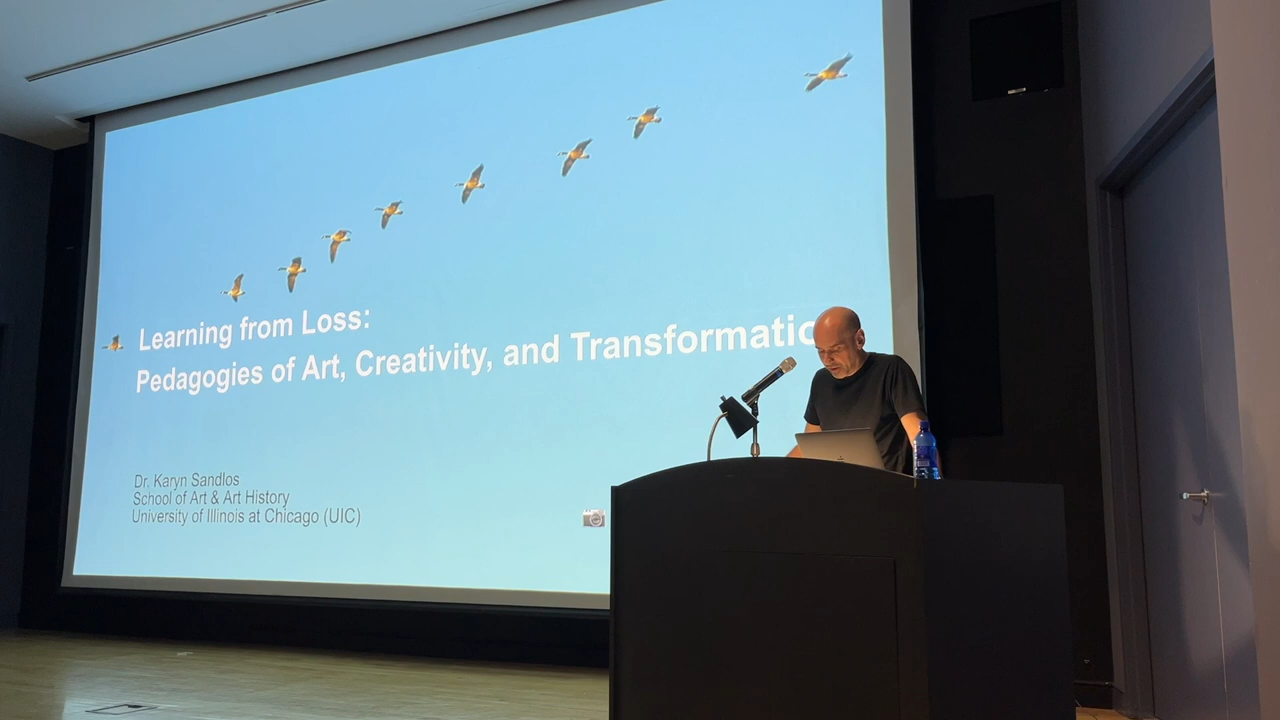 Learning from Loss:
Pedagogies of Art, Creativity, and Transformatio
Dr. Karyn Sandlos
School of Art & Art History
University of Illinois at Chicago (UIC)